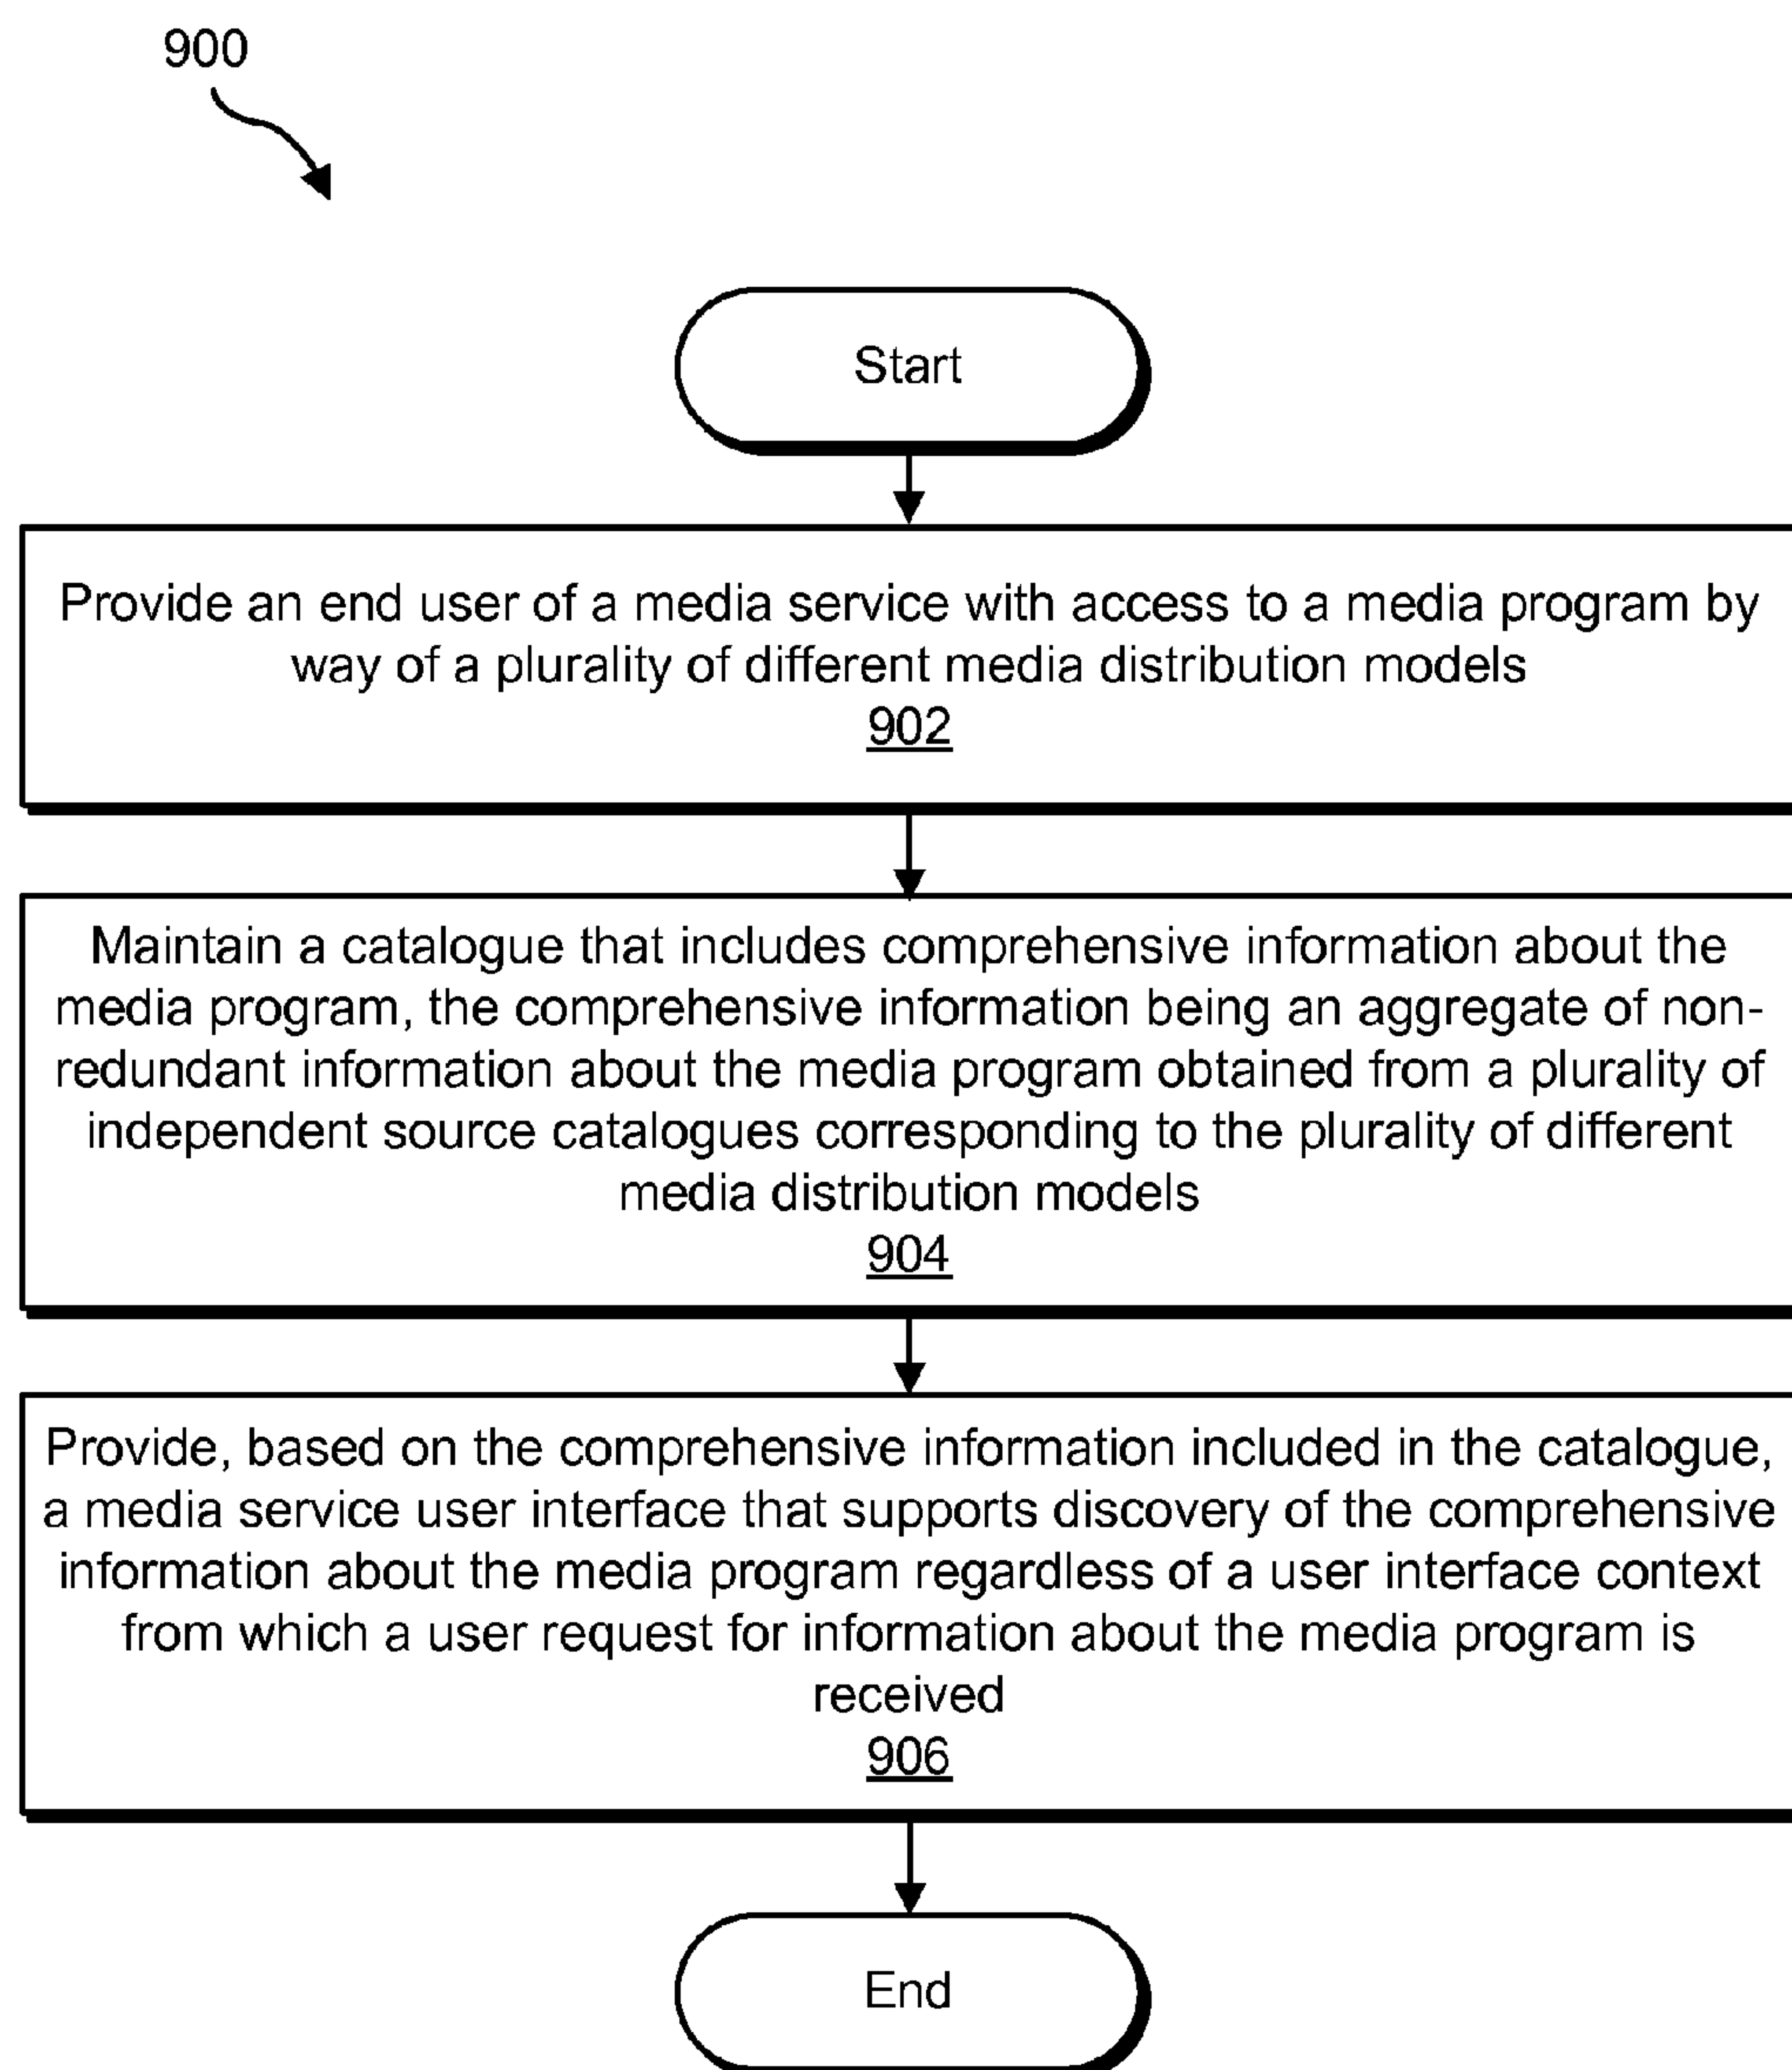 900
Start
Provide an end user of a media service with access to a media program by
way of a plurality of different media distribution models
902
Maintain a catalogue that includes comprehensive information about the
media program, the comprehensive information being an aggregate of non-
redundant information about the media program obtained from a plurality of
independent source catalogues corresponding to the plurality of different
media distribution models
904
Provide, based on the comprehensive information included in the catalogue,
a media service user interface that supports discovery of the comprehensive
information about the media program regardless of a user interface context
from which a user request for information about the media program is
received
906
End